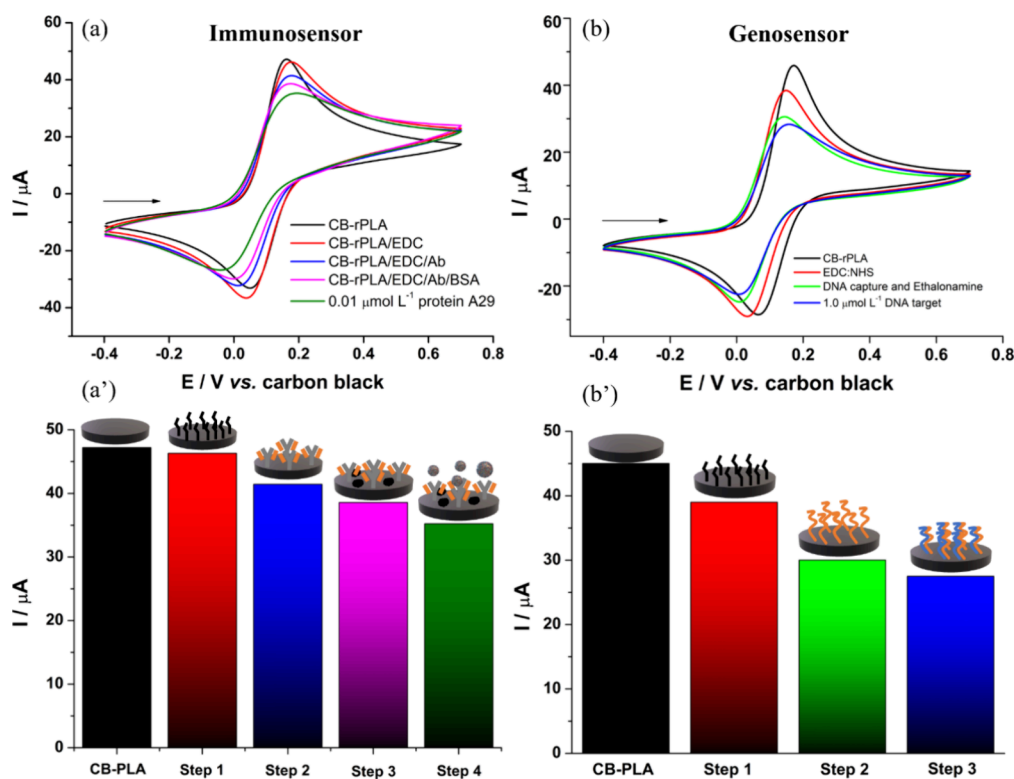 (a)
Immunosensor
60
40
20
0
-20
-40
I / µA
CB-rPLA
CB-rPLA/EDC
CB-rPLA/EDC/Ab
CB-rPLA/EDC/Ab/BSA
0.01 µmol L⁻¹ protein A29
-0.4 -0.2 0.0 0.2 0.4 0.6 0.8
E / V vs. carbon black
(b)
Genosensor
60
40
20
0
-20
I / µA
CB-rPLA
EDC:NHS
DNA capture and Ethalonamine
1.0 µmol L⁻¹ DNA target
-0.4 -0.2 0.0 0.2 0.4 0.6 0.8
E / V vs. carbon black
(a’)
50
40
30
20
10
0
I / µA
CB-PLA Step 1 Step 2 Step 3 Step 4
(b’)
50
40
30
20
10
0
I / µA
CB-PLA Step 1 Step 2 Step 3